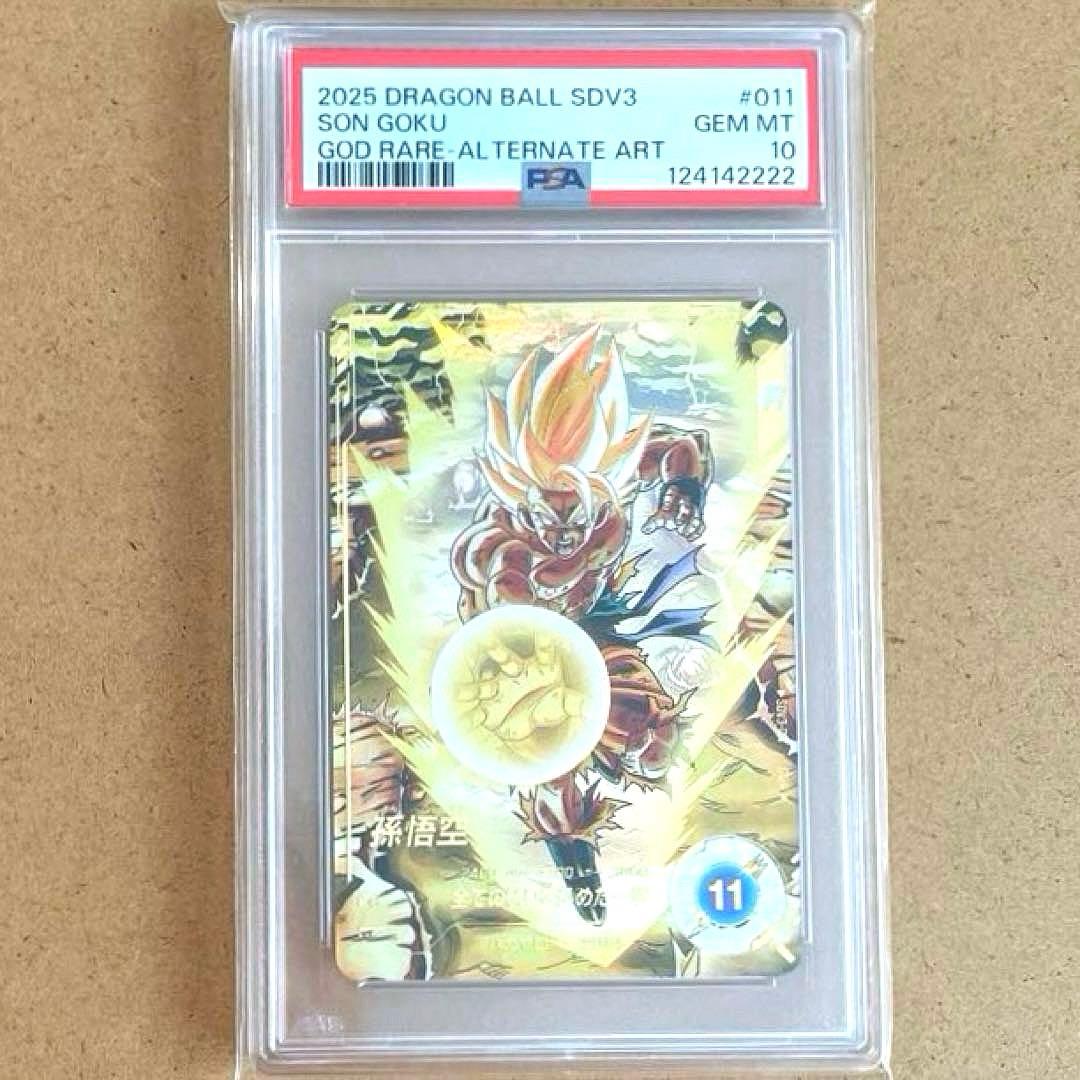 2025 DRAGON BALL SDV3 #011
SON GOKU GEM MT
GOD RARE-ALTERNATE ART 10
PSA 124142222
孫悟空
11